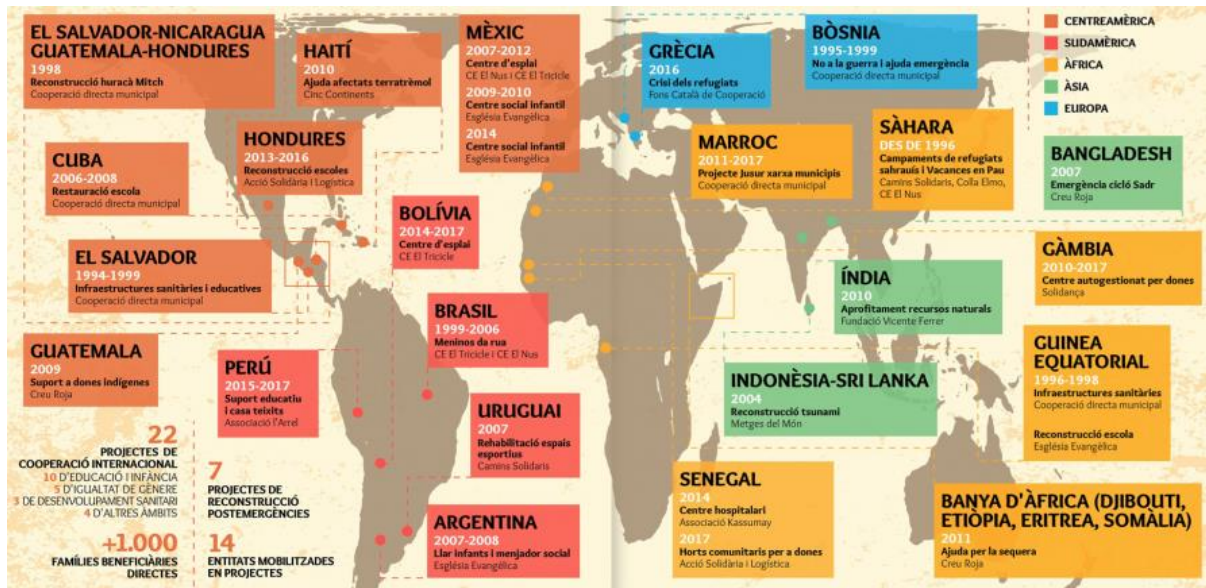 EL SALVADOR-NICARAGUA
GUATEMALA-HONDURES
1998
Reconstrucció huracà Mitch
Cooperació directa municipal
HAITÍ
2010
Ajuda afectats terratrèmol
Cinc Continents
MÈXIC
2007-2012
Centre d'esplai
CE El Nus i CE El Tricicle
2009-2010
Centre social infantil
Església Evangèlica
2014
Centre social infantil
Església Evangèlica
GRÈCIA
2016
Crisi dels refugiats
Fons Català de Cooperació
BÒSNIA
1995-1999
No a la guerra i ajuda emergència
Cooperació directa municipal
CENTREAMÈRICA
SUDAMÈRICA
ÀFRICA
ÀSIA
EUROPA
CUBA
2006-2008
Restauració escola
Cooperació directa municipal
HONDURES
2013-2016
Reconstrucció escoles
Acció Solidària i Logística
MARROC
2011-2017
Projecte Jusur xarxa municipis
Cooperació directa municipal
SÀHARA
DES DE 1996
Campaments de refugiats
sahrauís i Vacances en Pau
Camins Solidaris, Colla Elmo,
CE El Nus
BANGLADESH
2007
Emergència cicló Sadr
Creu Roja
BOLÍVIA
2014-2017
Centre d'esplai
CE El Tricicle
EL SALVADOR
1994-1999
Infraestructures sanitàries i educatives
Cooperació directa municipal
ÍNDIA
2010
Aprofitament recursos naturals
Fundació Vicente Ferrer
GÀMBIA
2010-2017
Centre autogestionat per dones
Solidança
BRASIL
1999-2006
Meninos da rua
CE El Tricicle i CE El Nus
GUATEMALA
2009
Suport a dones indígenes
Creu Roja
PERÚ
2015-2017
Suport educatiu
i casa teixits
Associació l'Arrel
URUGUAI
2007
Rehabilitació espais
esportius
Camins Solidaris
INDONÈSIA-SRI LANKA
2004
Reconstrucció tsunami
Metges del Món
GUINEA
EQUATORIAL
1996-1998
Infraestructures sanitàries
Cooperació directa municipal
Reconstrucció escola
Església Evangèlica
22
PROJECTES DE
COOPERACIÓ INTERNACIONAL
10 D'EDUCACIÓ I INFÀNCIA
5 D'IGUALTAT DE GÈNERE
3 DE DESENVOLUPAMENT SANITARI
4 D'ALTRES ÀMBITS
7
PROJECTES DE
RECONSTRUCCIÓ
POSTEMERGÈNCIES
+1.000
FAMÍLIES BENEFICIÀRIES
DIRECTES
14
ENTITATS MOBILITZADES
EN PROJECTES
ARGENTINA
2007-2008
Llar infants i menjador social
Església Evangèlica
SENEGAL
2014
Centre hospitalari
Associació Kassumay
2017
Horts comunitaris per a dones
Acció Solidària i Logística
BANYA D'ÀFRICA (DJIBOUTI,
ETIÒPIA, ERITREA, SOMÀLIA)
2011
Ajuda per la sequera
Creu Roja